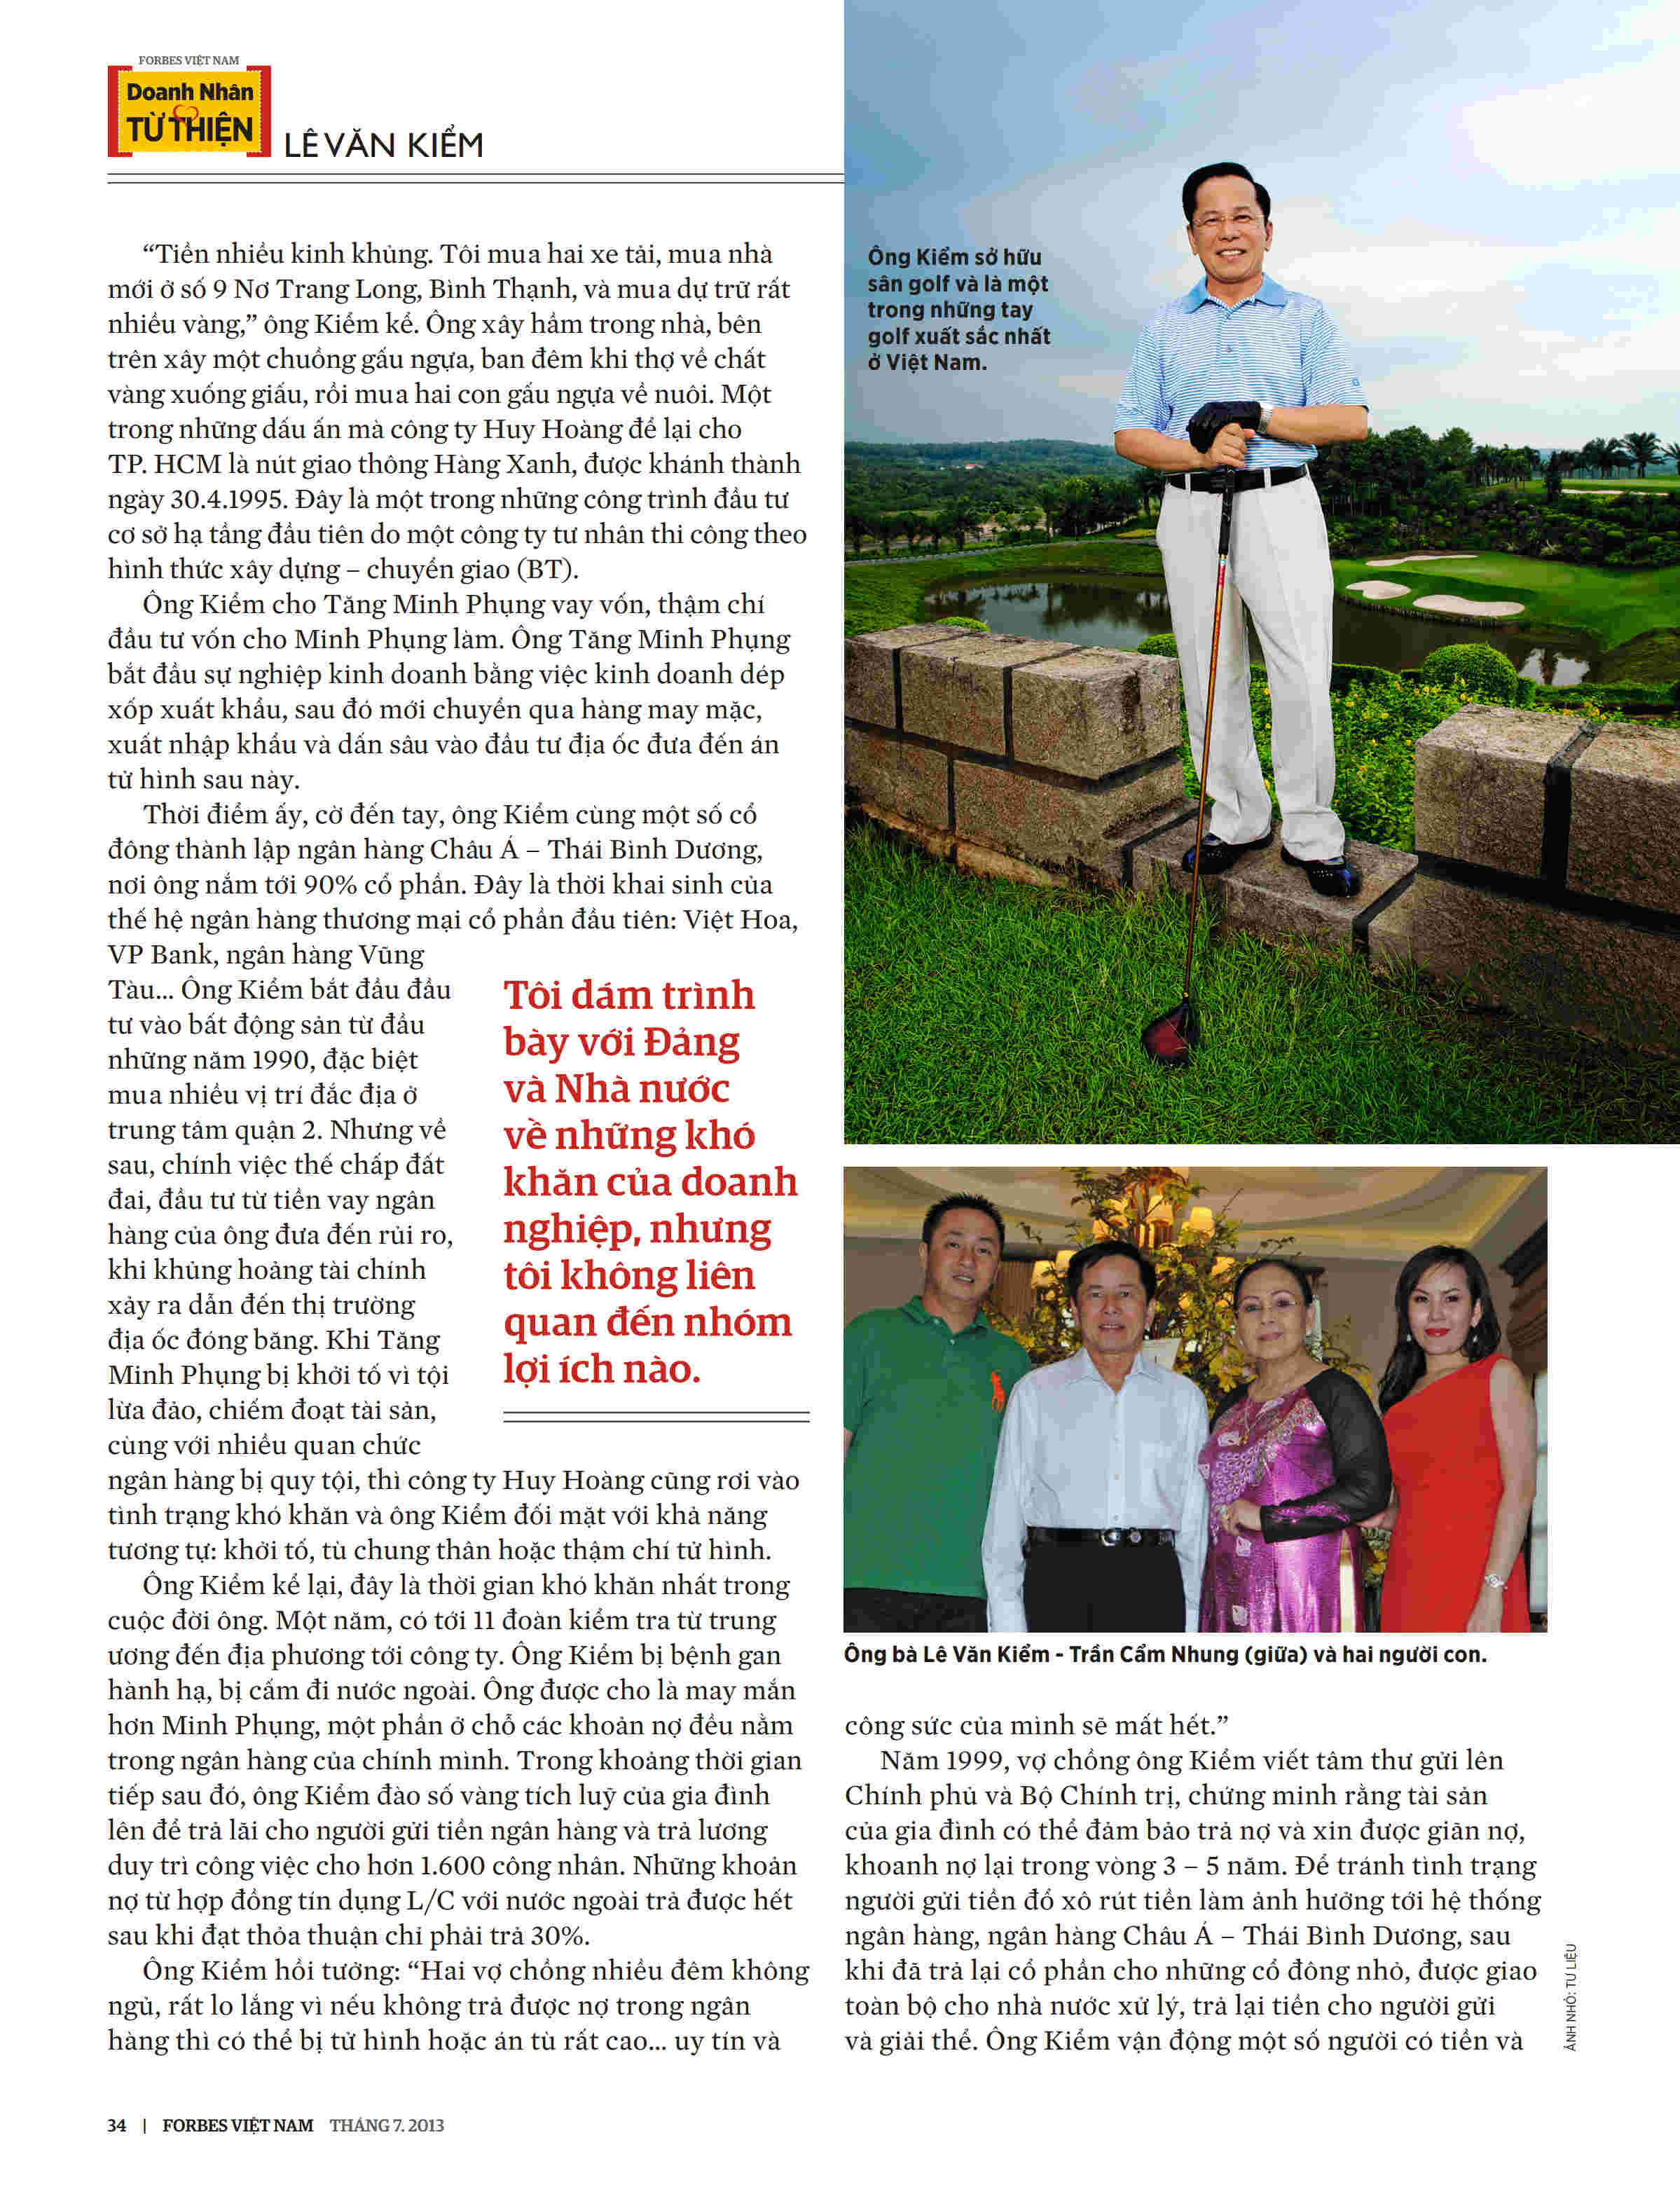 FORBES VIỆT NAM
Doanh Nhân
TỪ THIỆN
LÊ VĂN KIỂM
“Tiền nhiều kinh khủng. Tôi mua hai xe tải, mua nhà
mới ở số 9 Nơ Trang Long, Bình Thạnh, và mua dự trữ rất
nhiều vàng,” ông Kiểm kể. Ông xây hầm trong nhà, bên
trên xây một chuồng gấu ngựa, ban đêm khi thợ về chất
vàng xuống giấu, rồi mua hai con gấu ngựa về nuôi. Một
trong những dấu ấn mà công ty Huy Hoàng để lại cho
TP. HCM là nút giao thông Hàng Xanh, được khánh thành
ngày 30.4.1995. Đây là một trong những công trình đầu tư
cơ sở hạ tầng đầu tiên do một công ty tư nhân thi công theo
hình thức xây dựng – chuyển giao (BT).
Ông Kiểm cho Tăng Minh Phụng vay vốn, thậm chí
đầu tư vốn cho Minh Phụng làm. Ông Tăng Minh Phụng
bắt đầu sự nghiệp kinh doanh bằng việc kinh doanh dép
xốp xuất khẩu, sau đó mới chuyển qua hàng may mặc,
xuất nhập khẩu và dấn sâu vào đầu tư địa ốc đưa đến án
tử hình sau này.
Thời điểm ấy, cờ đến tay, ông Kiểm cùng một số cổ
đông thành lập ngân hàng Châu Á – Thái Bình Dương,
nơi ông nắm tới 90% cổ phần. Đây là thời khai sinh của
thế hệ ngân hàng thương mại cổ phần đầu tiên: Việt Hoa,
VP Bank, ngân hàng Vũng
Tàu... Ông Kiểm bắt đầu đầu
tư vào bất động sản từ đầu
những năm 1990, đặc biệt
mua nhiều vị trí đắc địa ở
trung tâm quận 2. Nhưng về
sau, chính việc thế chấp đất
đai, đầu tư từ tiền vay ngân
hàng của ông đưa đến rủi ro,
khi khủng hoảng tài chính
xảy ra dẫn đến thị trường
địa ốc đóng băng. Khi Tăng
Minh Phụng bị khởi tố vì tội
lừa đảo, chiếm đoạt tài sản,
cùng với nhiều quan chức
ngân hàng bị quy tội, thì công ty Huy Hoàng cũng rơi vào
tình trạng khó khăn và ông Kiểm đối mặt với khả năng
tương tự: khởi tố, tù chung thân hoặc thậm chí tử hình.
Ông Kiểm kể lại, đây là thời gian khó khăn nhất trong
cuộc đời ông. Một năm, có tới 11 đoàn kiểm tra từ trung
ương đến địa phương tới công ty. Ông Kiểm bị bệnh gan
hành hạ, bị cấm đi nước ngoài. Ông được cho là may mắn
hơn Minh Phụng, một phần ở chỗ các khoản nợ đều nằm
trong ngân hàng của chính mình. Trong khoảng thời gian
tiếp sau đó, ông Kiểm đào số vàng tích luỹ của gia đình
lên để trả lãi cho người gửi tiền ngân hàng và trả lương
duy trì công việc cho hơn 1.600 công nhân. Những khoản
nợ từ hợp đồng tín dụng L/C với nước ngoài trả được hết
sau khi đạt thỏa thuận chỉ phải trả 30%.
Ông Kiểm hồi tưởng: “Hai vợ chồng nhiều đêm không
ngủ, rất lo lắng vì nếu không trả được nợ trong ngân
hàng thì có thể bị tử hình hoặc án tù rất cao... uy tín và
Tôi dám trình
bày với Đảng
và Nhà nước
về những khó
khăn của doanh
nghiệp, nhưng
tôi không liên
quan đến nhóm
lợi ích nào.
Ông Kiểm sở hữu
sân golf và là một
trong những tay
golf xuất sắc nhất
ở Việt Nam.
Ông bà Lê Văn Kiểm - Trần Cẩm Nhung (giữa) và hai người con.
công sức của mình sẽ mất hết.”
Năm 1999, vợ chồng ông Kiểm viết tâm thư gửi lên
Chính phủ và Bộ Chính trị, chứng minh rằng tài sản
của gia đình có thể đảm bảo trả nợ và xin được giãn nợ,
khoanh nợ lại trong vòng 3 – 5 năm. Để tránh tình trạng
người gửi tiền đổ xô rút tiền làm ảnh hưởng tới hệ thống
ngân hàng, ngân hàng Châu Á – Thái Bình Dương, sau
khi đã trả lại cổ phần cho những cổ đông nhỏ, được giao
toàn bộ cho nhà nước xử lý, trả lại tiền cho người gửi
và giải thể. Ông Kiểm vận động một số người có tiền và
ẢNH NHỎ: TƯ LIỆU
34 | FORBES VIỆT NAM THÁNG 7. 2013